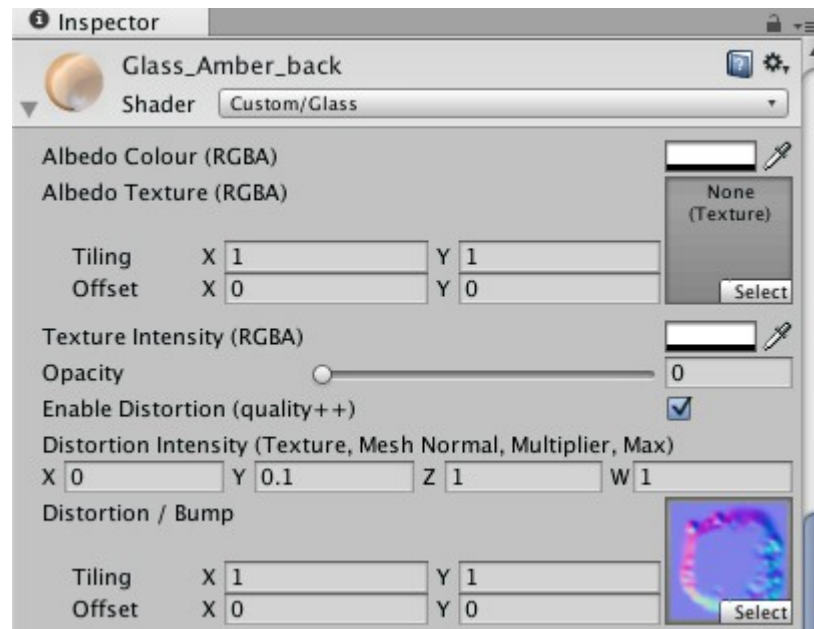 Inspector
Glass_Amber_back
Shader Custom/Glass
Albedo Colour (RGBA)
Albedo Texture (RGBA)
None
(Texture)
Tiling X 1 Y 1
Offset X 0 Y 0
Select
Texture Intensity (RGBA)
Opacity 0
Enable Distortion (quality++)
Distortion Intensity (Texture, Mesh Normal, Multiplier, Max)
X 0 Y 0.1 Z 1 W 1
Distortion / Bump
Tiling X 1 Y 1
Offset X 0 Y 0
Select